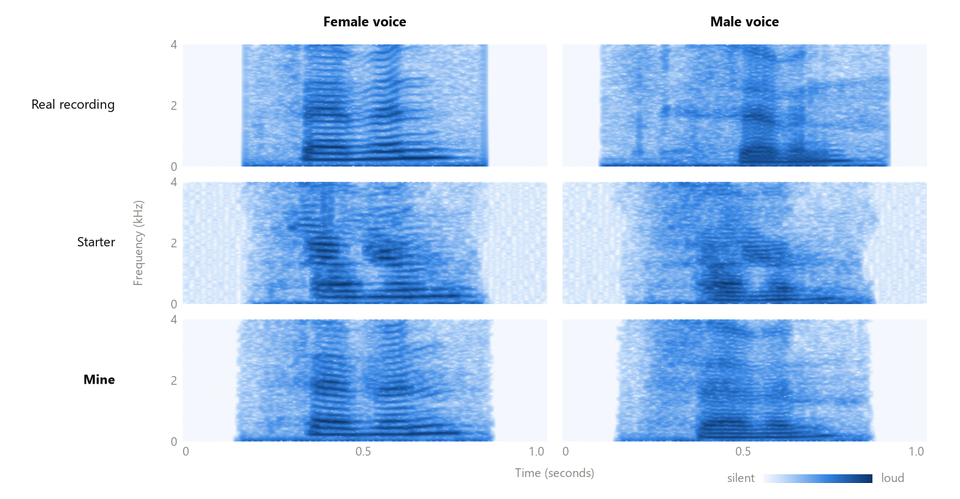 Female voice
Male voice
Real recording
4
2
0
Starter
4
2
0
Frequency (kHz)
Mine
4
2
0
0
0.5
1.0
0
0.5
1.0
Time (seconds)
silent
loud